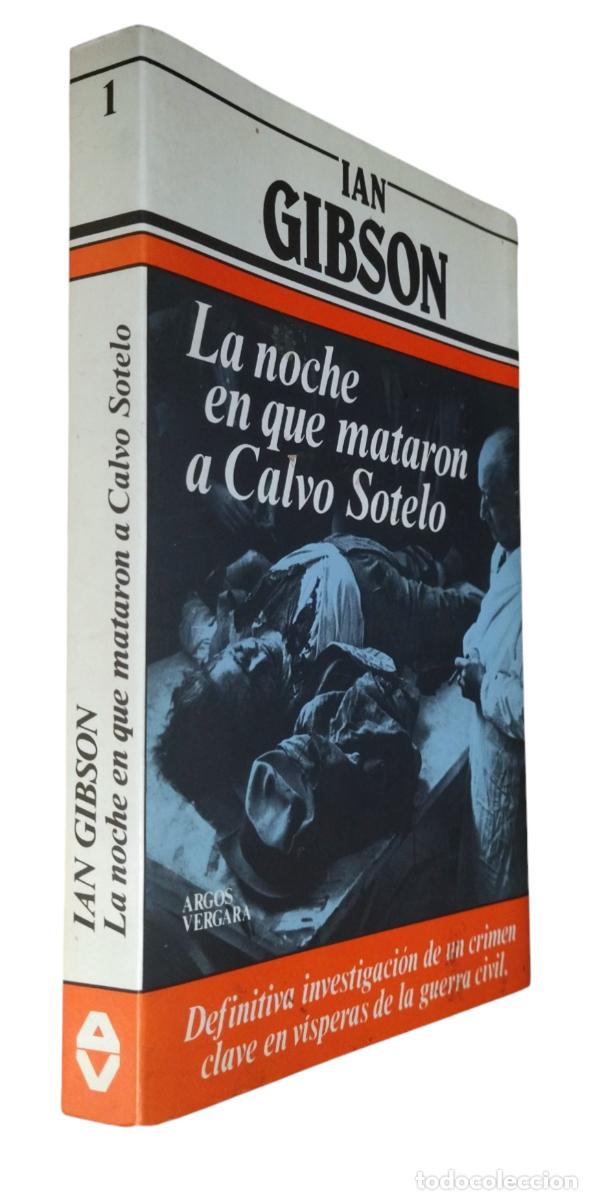 1
IAN GIBSON
La noche en que mataron a Calvo Sotelo
AV
IAN
GIBSON
La noche
en que mataron
a Calvo Sotelo
ARGOS
VERGARA
Definitiva investigación de un crimen
clave en vísperas de la guerra civil.
todocoleccion